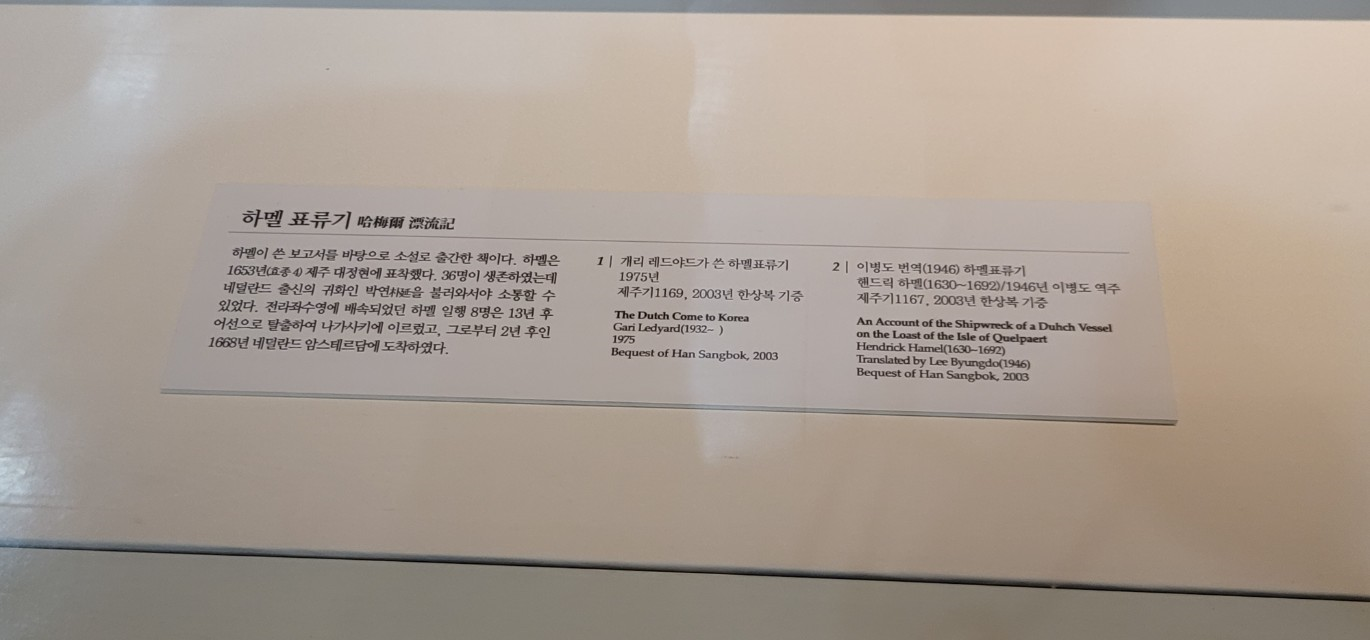 하멜 표류기 哈梅爾 漂流記
하멜이 쓴 보고서를 바탕으로 소설로 출간한 책이다. 하멜은
1653년(효종 4) 제주 대정현에 표착했다. 36명이 생존하였는데
네덜란드 출신의 귀화인 박연朴延을 불러와서야 소통할 수
있었다. 전라좌수영에 배속되었던 하멜 일행 8명은 13년 후
어선으로 탈출하여 나가사키에 이르렀고, 그로부터 2년 후인
1668년 네덜란드 암스테르담에 도착하였다.
1 | 개리 레드야드가 쓴 하멜표류기
1975년
제주기1169, 2003년 한상복 기증
The Dutch Come to Korea
Gari Ledyard(1932~ )
1975
Bequest of Han Sangbok, 2003
2 | 이병도 번역(1946) 하멜표류기
핸드릭 하멜(1630~1692)/1946년 이병도 역주
제주기1167, 2003년 한상복 기증
An Account of the Shipwreck of a Duhch Vessel
on the Loast of the Isle of Quelpaert
Hendrick Hamel(1630~1692)
Translated by Lee Byungdo(1946)
Bequest of Han Sangbok, 2003